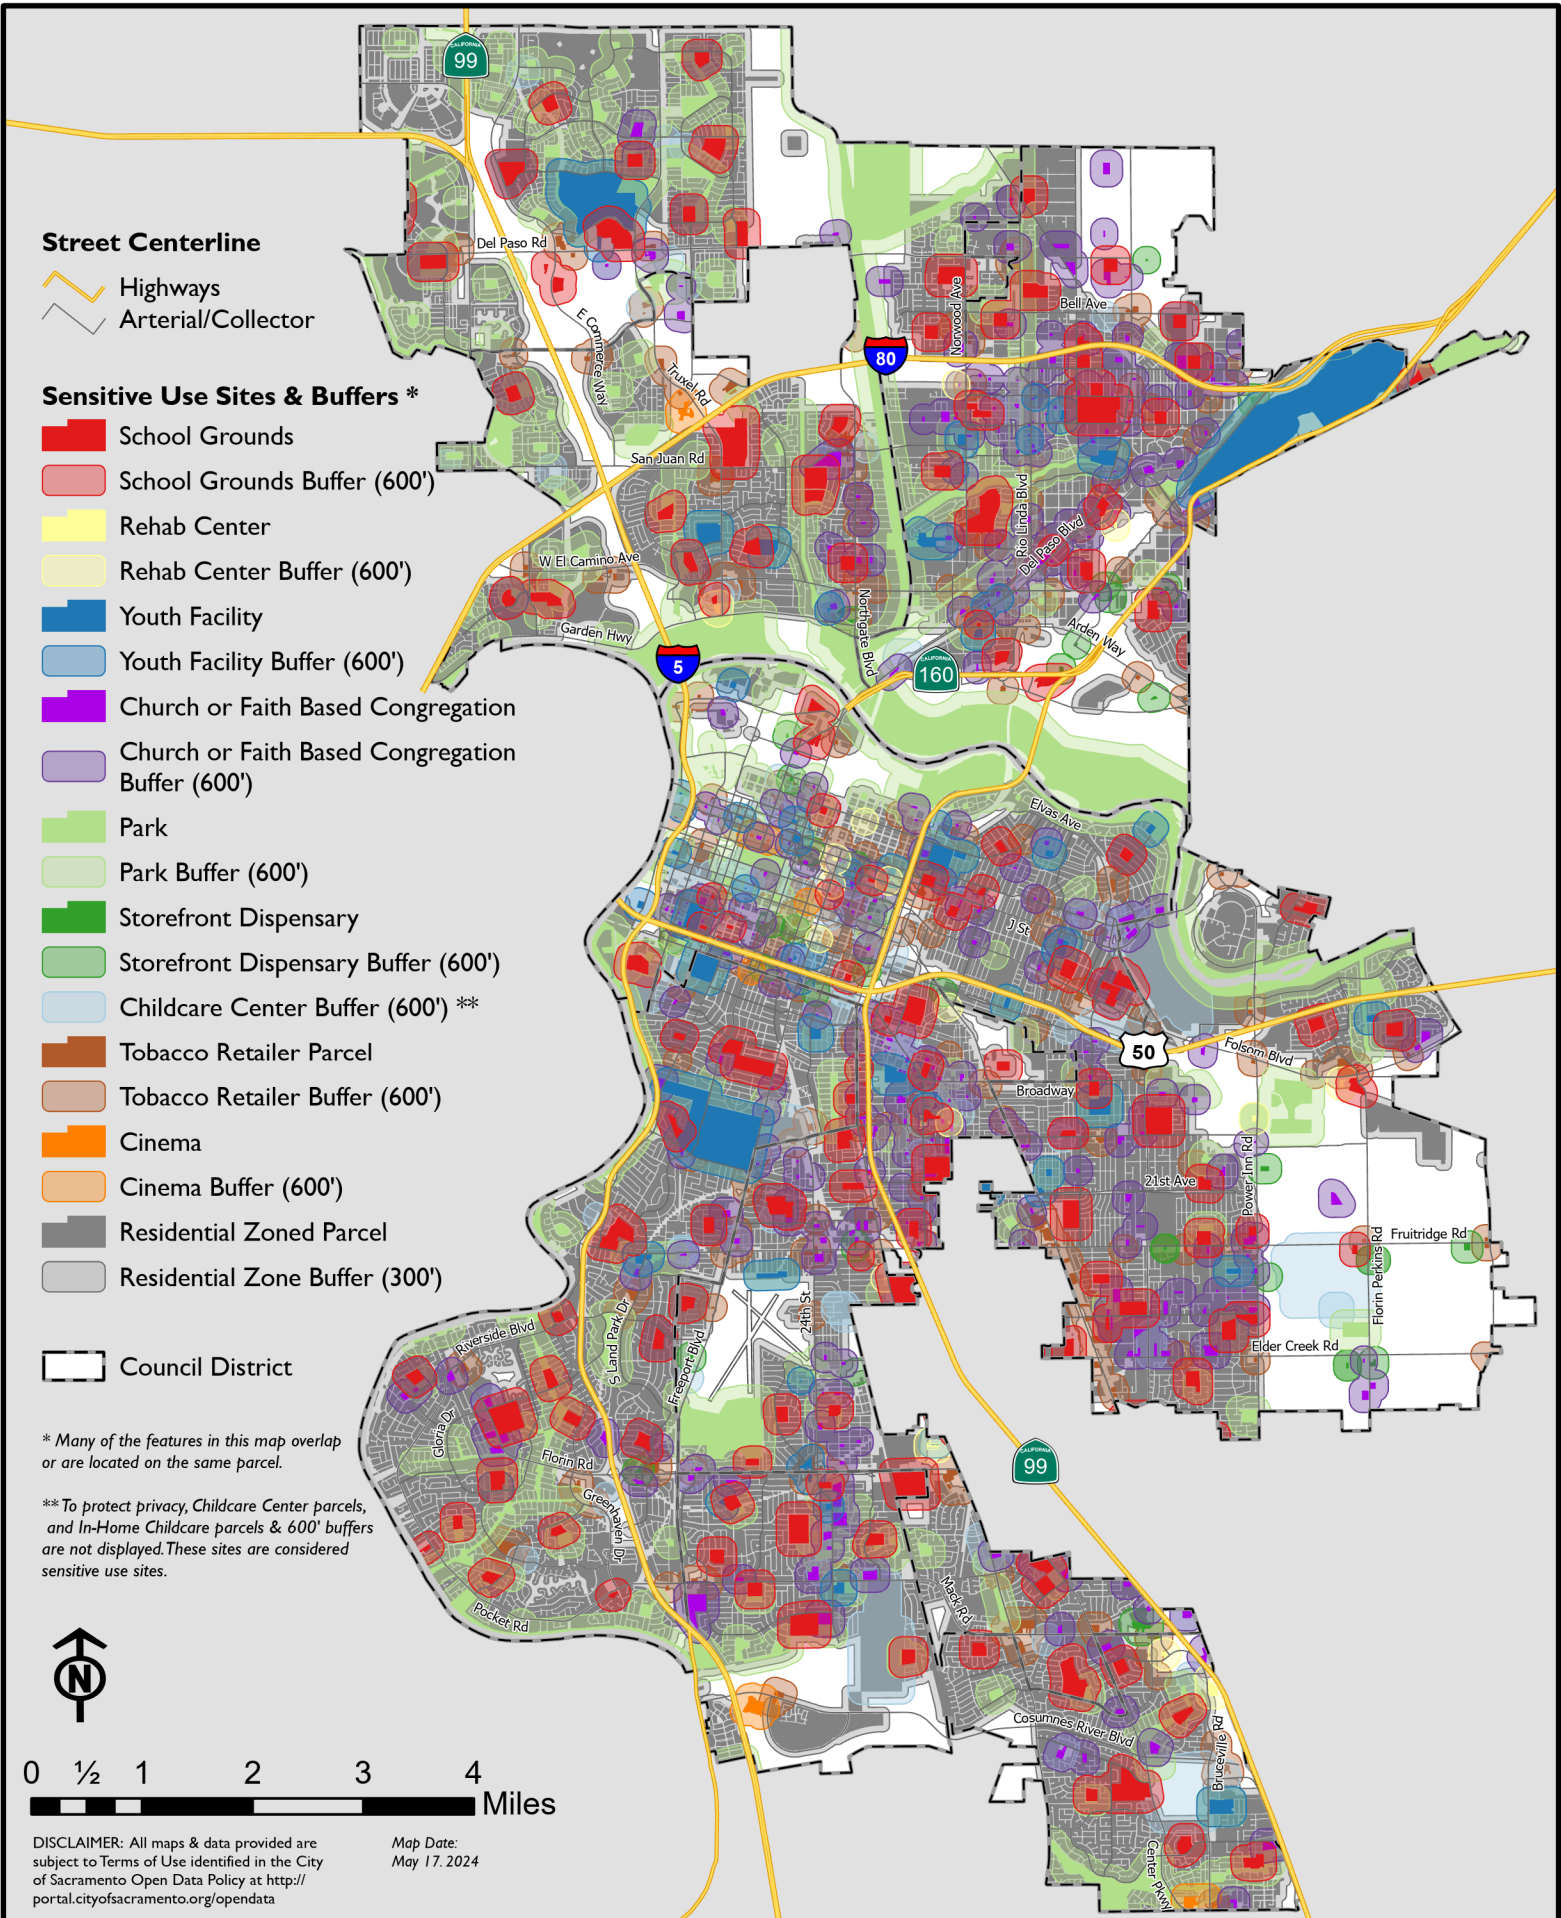 CALIFORNIA
99
Street Centerline
Highways
Arterial/Collector
Sensitive Use Sites & Buffers *
School Grounds
School Grounds Buffer (600')
Rehab Center
Rehab Center Buffer (600')
Youth Facility
Youth Facility Buffer (600')
Church or Faith Based Congregation
Church or Faith Based Congregation
Buffer (600')
Park
Park Buffer (600')
Storefront Dispensary
Storefront Dispensary Buffer (600')
Childcare Center Buffer (600') **
Tobacco Retailer Parcel
Tobacco Retailer Buffer (600')
Cinema
Cinema Buffer (600')
Residential Zoned Parcel
Residential Zone Buffer (300')
Council District
* Many of the features in this map overlap
or are located on the same parcel.
** To protect privacy, Childcare Center parcels,
and In-Home Childcare parcels & 600' buffers
are not displayed. These sites are considered
sensitive use sites.
N
0 ½ 1 2 3 4
Miles
DISCLAIMER: All maps & data provided are
subject to Terms of Use identified in the City
of Sacramento Open Data Policy at http://
portal.cityofsacramento.org/opendata
Map Date:
May 17. 2024
Del Paso Rd
E Commerce Way
Truxel Rd
Norwood Ave
Bell Ave
80
San Juan Rd
Rio Linda Blvd
Del Paso Blvd
W El Camino Ave
Garden Hwy
Northgate Blvd
Arden Way
5
CALIFORNIA
160
Elvas Ave
J St
50
Folsom Blvd
Broadway
21st Ave
Power Inn Rd
Fruitridge Rd
Florin Perkins Rd
Elder Creek Rd
24th St
S Land Park Dr
Freeport Blvd
Riverside Blvd
Gloria Dr
Florin Rd
Greenhaven Dr
Pocket Rd
CALIFORNIA
99
Mack Rd
Cosumnes River Blvd
Bruceville Rd
Center Pkwy